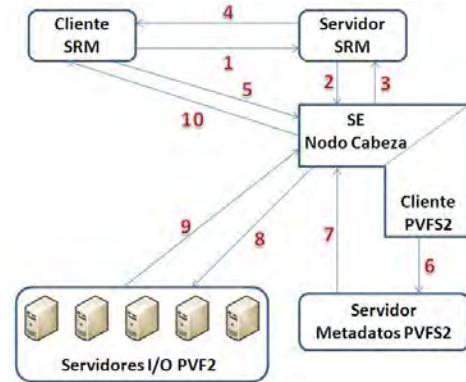 4
Cliente
SRM
Servidor
SRM
1
2
3
5
10
SE
Nodo Cabeza
Cliente
PVFS2
9
8
7
6
Servidores I/O PVF2
Servidor
Metadatos PVFS2